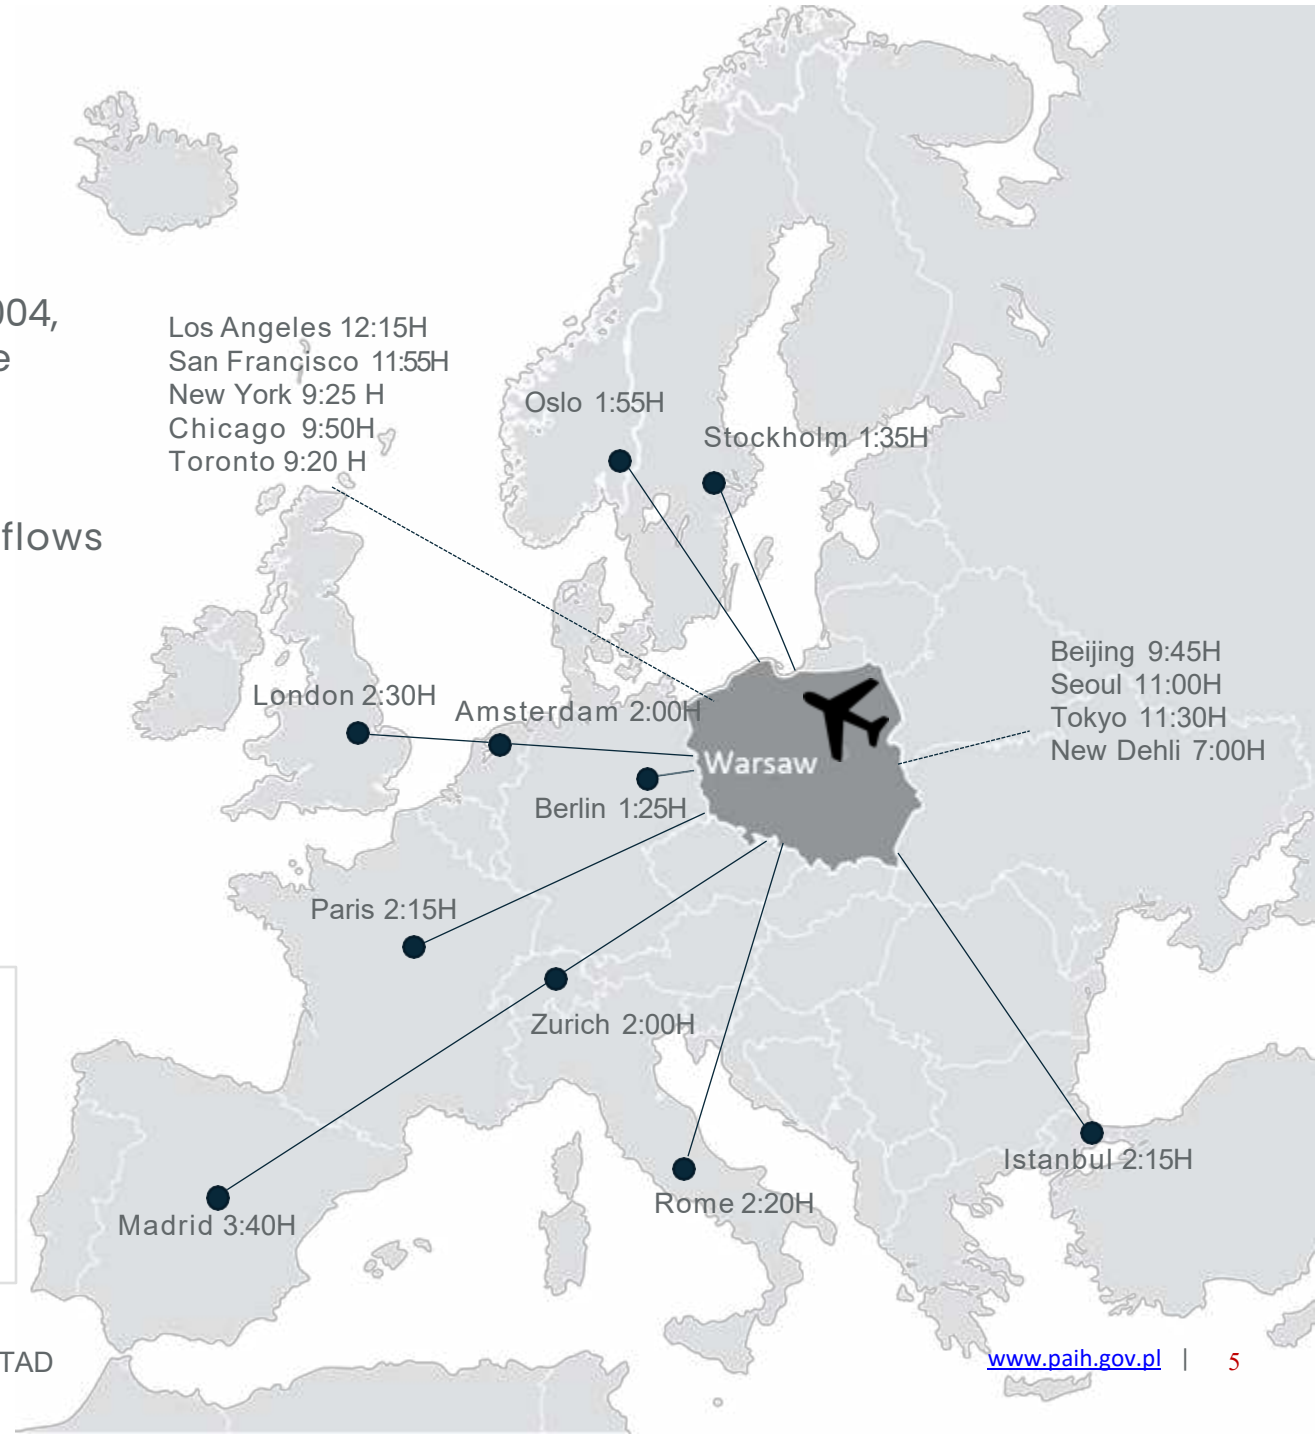 004,
e
flows
Los Angeles 12:15H
San Francisco 11:55H
New York 9:25 H
Chicago 9:50H
Toronto 9:20 H
Oslo 1:55H
Stockholm 1:35H
Beijing 9:45H
Seoul 11:00H
Tokyo 11:30H
New Dehli 7:00H
London 2:30H
Amsterdam 2:00H
Warsaw
Berlin 1:25H
Paris 2:15H
Zurich 2:00H
Istanbul 2:15H
Rome 2:20H
Madrid 3:40H
TAD
www.paih.gov.pl | 5